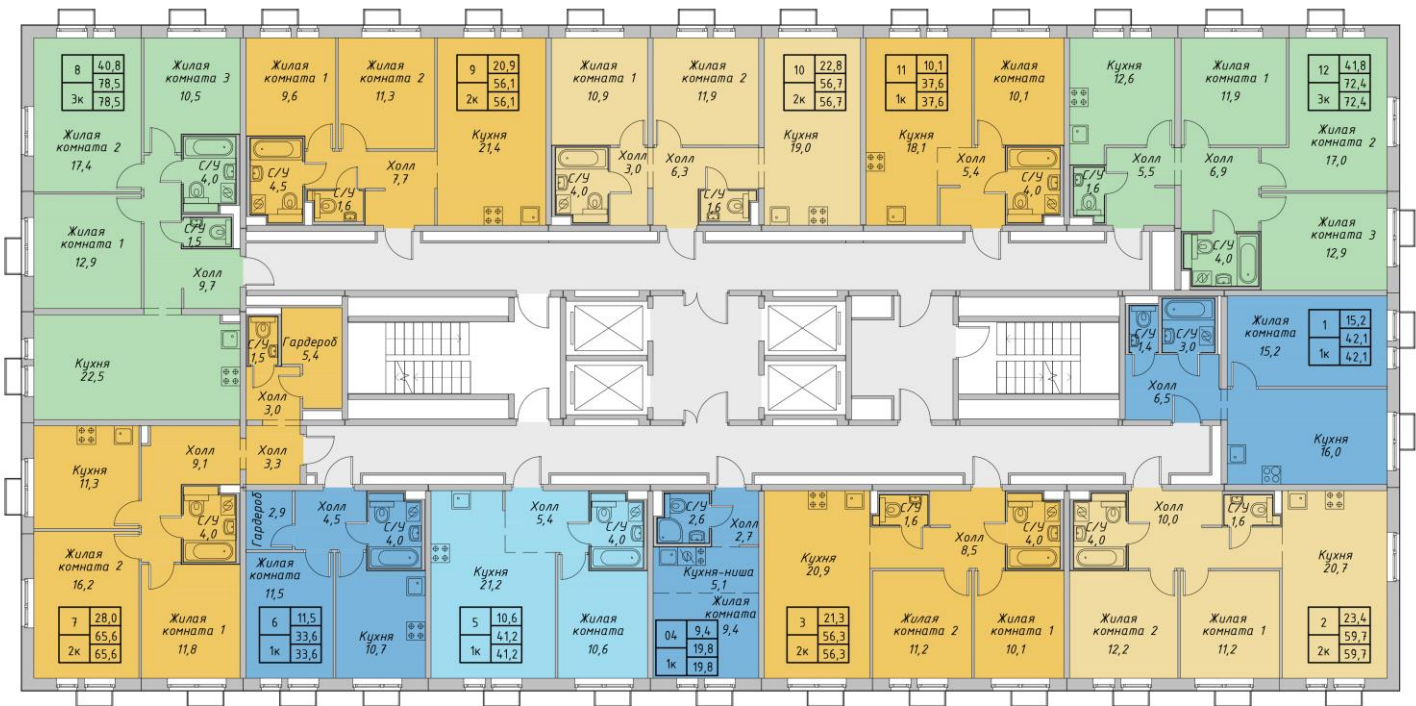 8 40,8
78,5
3к 78,5
Жилая
комната 3
10,5
Жилая
комната 2
17,4
С/У
4,0
Жилая
комната 1
12,9
С/У
1,5
Холл
9,7
Кухня
22,5
Жилая
комната 1
9,6
Жилая
комната 2
11,3
9 20,9
56,1
2к 56,1
Кухня
21,4
С/У
4,5
С/У
1,6
Холл
7,7
Жилая
комната 1
10,9
Жилая
комната 2
11,9
10 22,8
56,7
2к 56,7
Кухня
19,0
С/У
4,0
Холл
3,0
6,3
С/У
1,6
11 10,1
37,6
1к 37,6
Жилая
комната
10,1
Кухня
18,1
Холл
5,4
С/У
4,0
Кухня
12,6
Жилая
комната 1
11,9
12 41,8
72,4
3к 72,4
Жилая
комната 2
17,0
С/У
1,6
Холл
5,5
Холл
6,9
С/У
4,0
Жилая
комната 3
12,9
С/У
1,5
Гардероб
5,4
Холл
3,0
Холл
3,3
С/У
1,4
С/У
3,0
Жилая
комната
15,2
1 15,2
42,1
1к 42,1
Холл
6,5
Кухня
16,0
Кухня
11,3
Холл
9,1
С/У
4,0
Жилая
комната 2
16,2
7 28,0
65,6
2к 65,6
Жилая
комната 1
11,8
Гардероб
2,9
Холл
4,5
С/У
4,0
Жилая
комната
11,5
6 11,5
33,6
1к 33,6
Кухня
10,7
Холл
5,4
С/У
4,0
Кухня
21,2
5 10,6
41,2
1к 41,2
Жилая
комната
10,6
С/У
2,6
Холл
2,7
Кухня-ниша
5,1
Жилая
комната
9,4
04 9,4
19,8
1к 19,8
Кухня
20,9
3 21,3
56,3
2к 56,3
С/У
1,6
Холл
8,5
С/У
4,0
Жилая
комната 2
11,2
Жилая
комната 1
10,1
С/У
4,0
Холл
10,0
С/У
1,6
Жилая
комната 2
12,2
Жилая
комната 1
11,2
Кухня
20,7
2 23,4
59,7
2к 59,7